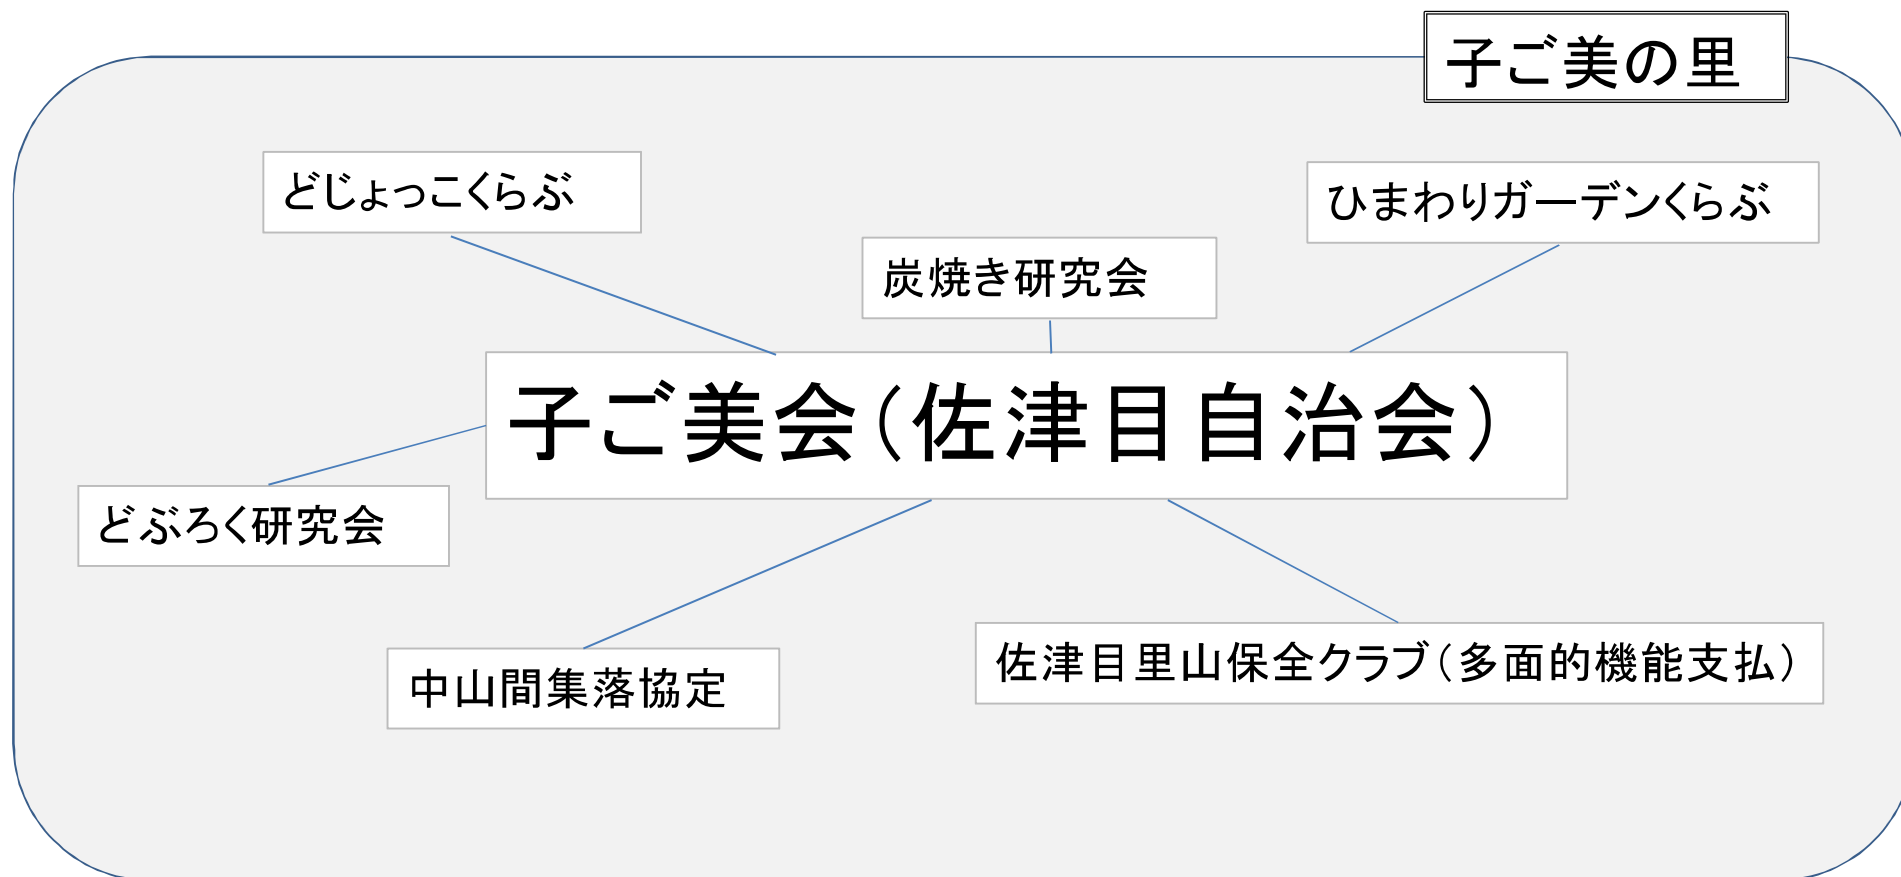 子ご美の里
どじょっこくらぶ
ひまわりガーデンくらぶ
炭焼き研究会
子ご美会（佐津目自治会）
どぶろく研究会
佐津目里山保全クラブ（多面的機能支払）
中山間集落協定